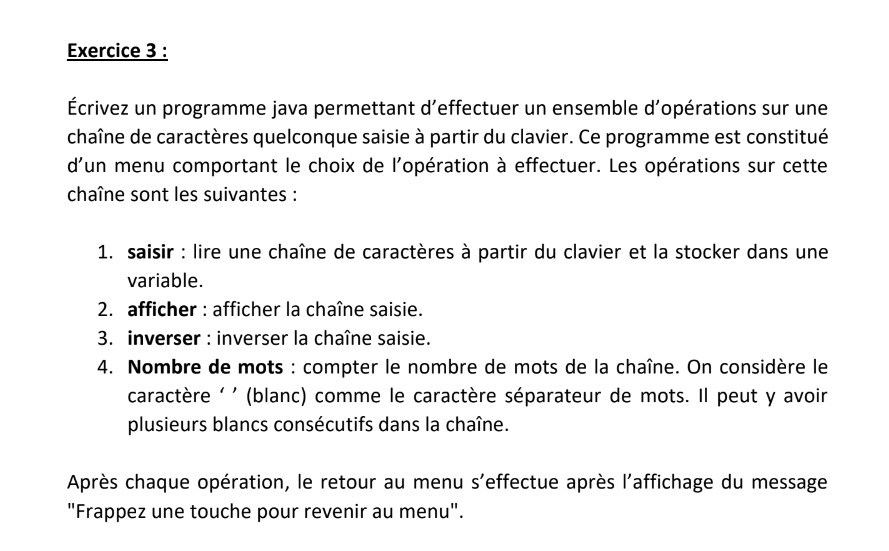 Exercice 3 :
Écrivez un programme java permettant d’effectuer un ensemble d’opérations sur une
chaîne de caractères quelconque saisie à partir du clavier. Ce programme est constitué
d’un menu comportant le choix de l’opération à effectuer. Les opérations sur cette
chaîne sont les suivantes :
1. saisir : lire une chaîne de caractères à partir du clavier et la stocker dans une
variable.
2. afficher : afficher la chaîne saisie.
3. inverser : inverser la chaîne saisie.
4. Nombre de mots : compter le nombre de mots de la chaîne. On considère le
caractère ‘ ’ (blanc) comme le caractère séparateur de mots. Il peut y avoir
plusieurs blancs consécutifs dans la chaîne.
Après chaque opération, le retour au menu s’effectue après l’affichage du message
"Frappez une touche pour revenir au menu".